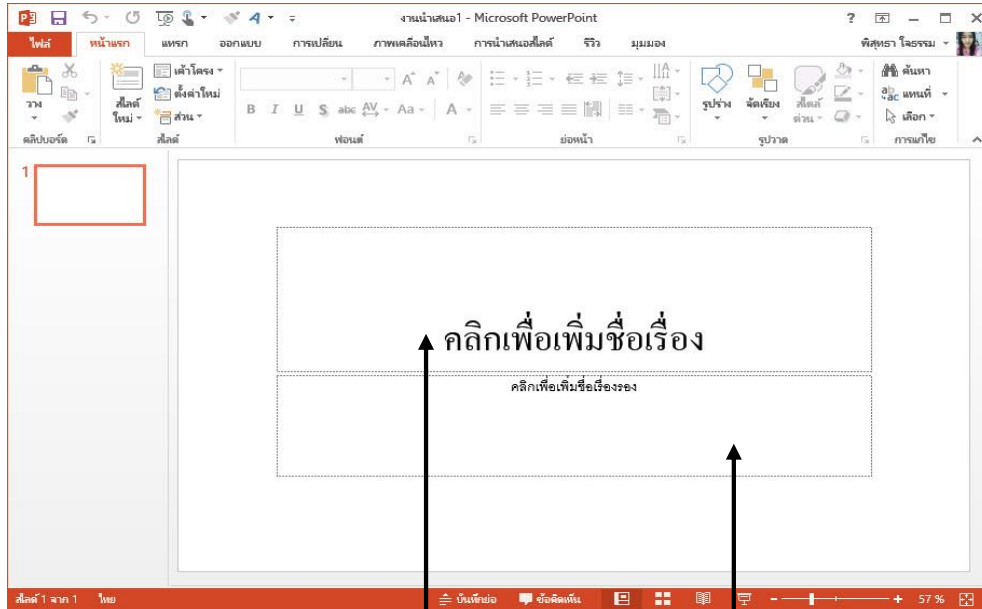 งานนำเสนอ1 - Microsoft PowerPoint
ไฟล์ หน้าแรก แทรก ออกแบบ การเปลี่ยน ภาพเคลื่อนไหว การนำเสนอสไลด์ รีวิว มุมมอง พิสุทธา ใจธรรม
วาง
สไลด์ใหม่
เค้าโครง
ตั้งค่าใหม่
ส่วน
B I U S abc AV Aa A
รูปร่าง
จัดเรียง
สไตล์ด่วน
ค้นหา
แทนที่
เลือก
คลิปบอร์ด สไลด์ ฟอนต์ ย่อหน้า รูปวาด การแก้ไข
1
คลิกเพื่อเพิ่มชื่อเรื่อง
คลิกเพื่อเพิ่มชื่อเรื่องรอง
สไลด์ 1 จาก 1 ไทย บันทึกย่อ ข้อคิดเห็น 57 %